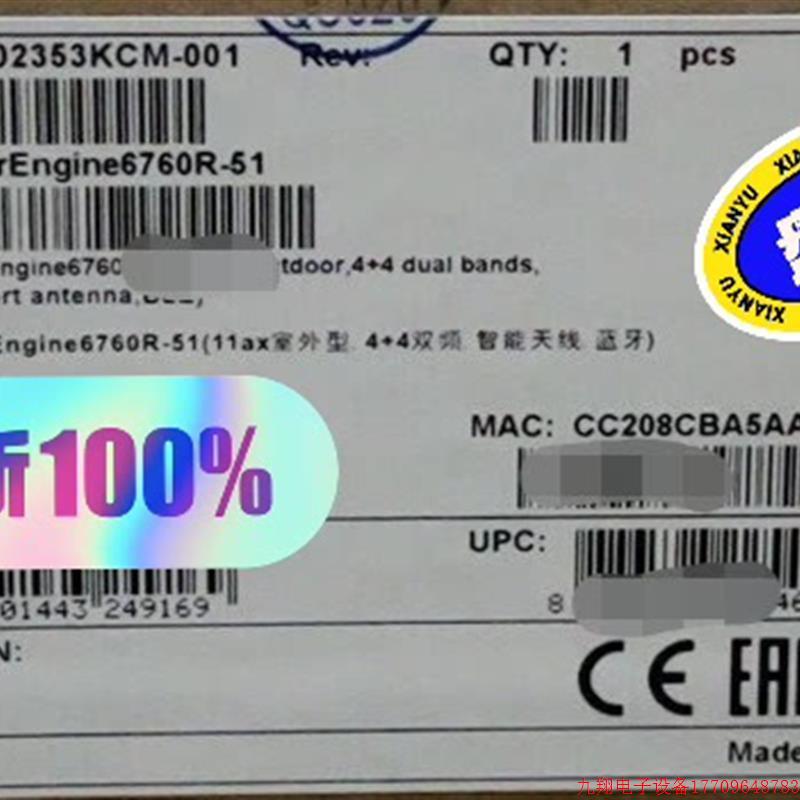 02353KCM-001 Rev: QTY: 1 pcs
rEngine6760R-51
XIANYU XIANYU XIA
ngine6760 tdoor,4+4 dual bands,
rt antenna,
Engine6760R-51(11ax室外型 4+4双频 智能天线 蓝牙)
MAC: CC208CBA5AA
新100%
UPC:
01443 249169
8 46
N:
CE EAC
Made
九翔电子设备17709648783